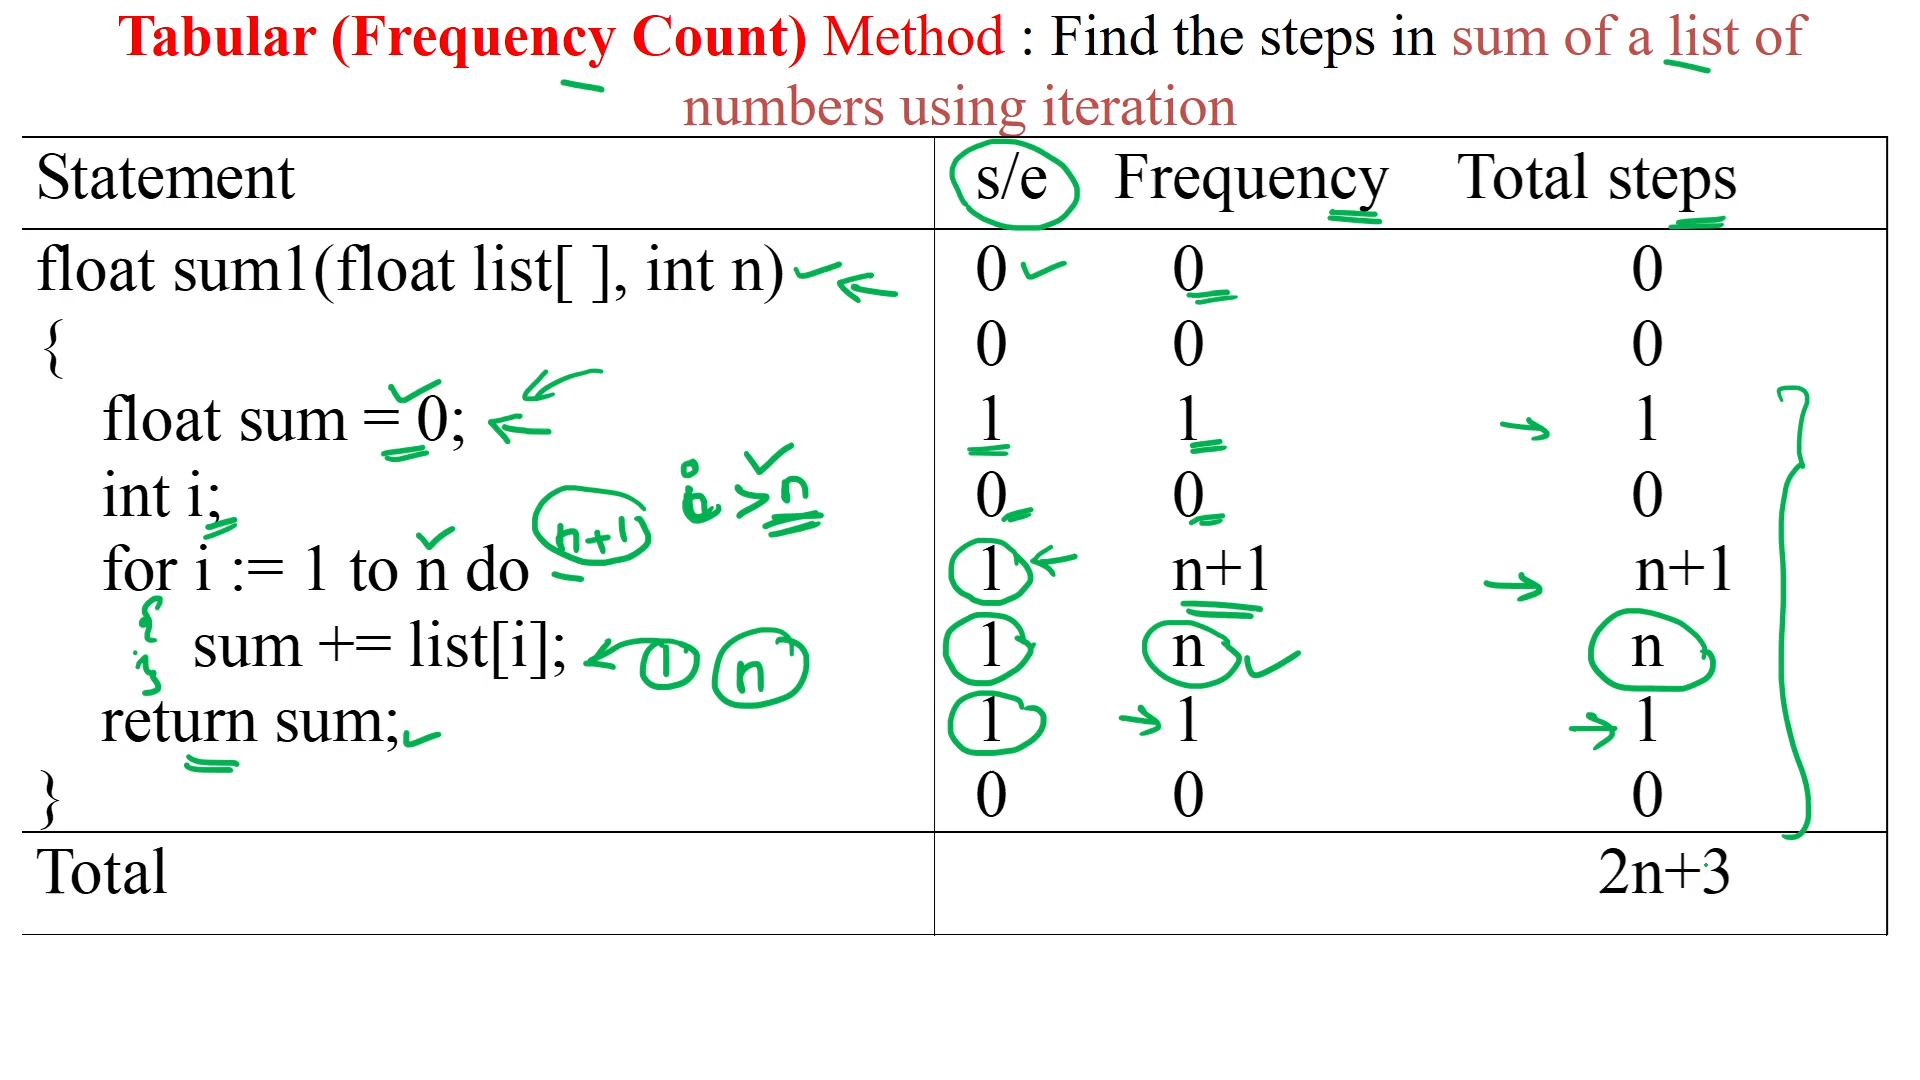 Tabular (Frequency Count) Method : Find the steps in sum of a list of
numbers using iteration
Statement s/e Frequency Total steps
float sum1(float list[ ], int n) 0 0 0
{ 0 0 0
float sum = 0; 1 1 1
int i; 0 0 0
i > n
n+1
for i := 1 to n do 1 n+1 n+1
{
sum += list[i]; 1 n 1 n n
}
return sum; 1 1 1
} 0 0 0
Total 2n+3